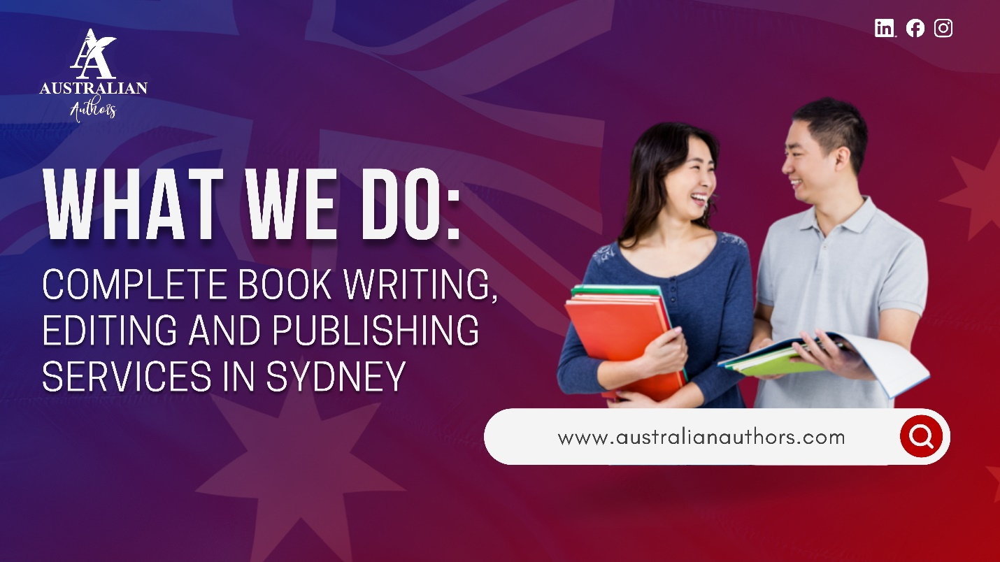 AUSTRALIAN
Authors
WHAT WE DO:
COMPLETE BOOK WRITING,
EDITING AND PUBLISHING
SERVICES IN SYDNEY
www.australianauthors.com